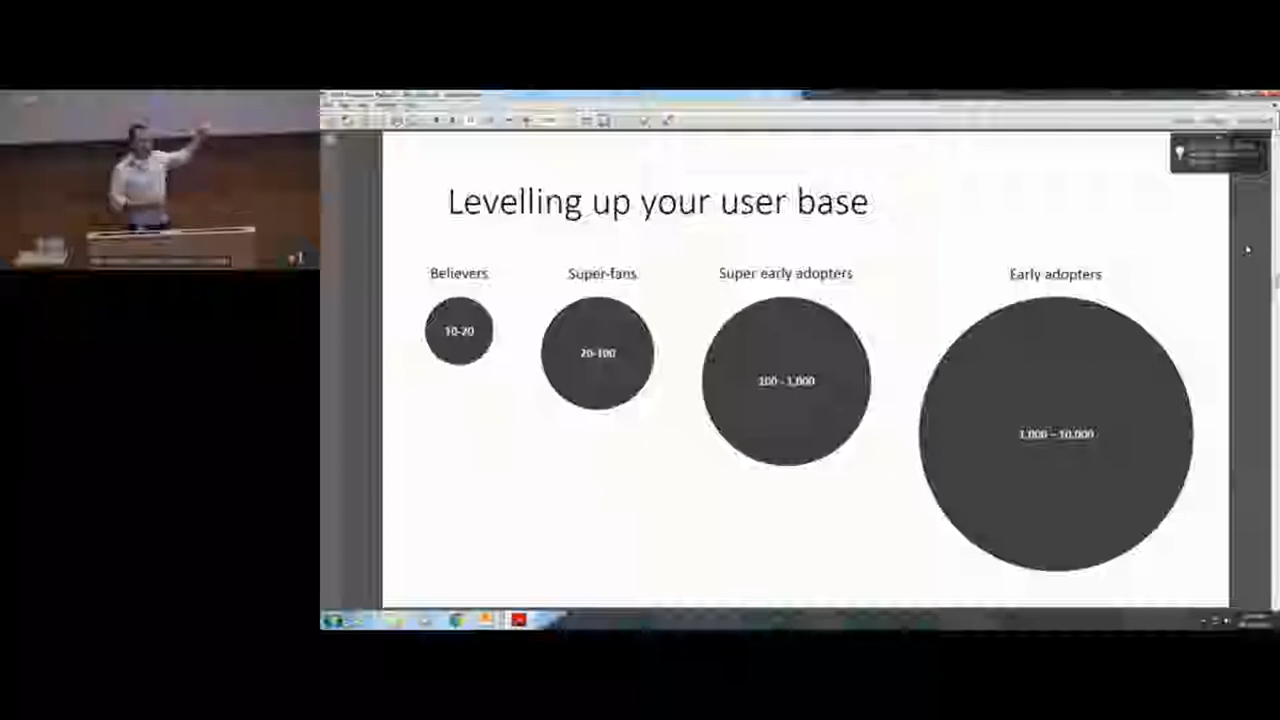 Levelling up your user base
Believers
Super-fans
Super early adopters
Early adopters
10-20
20-100
100 - 1,000
1,000 – 10,000